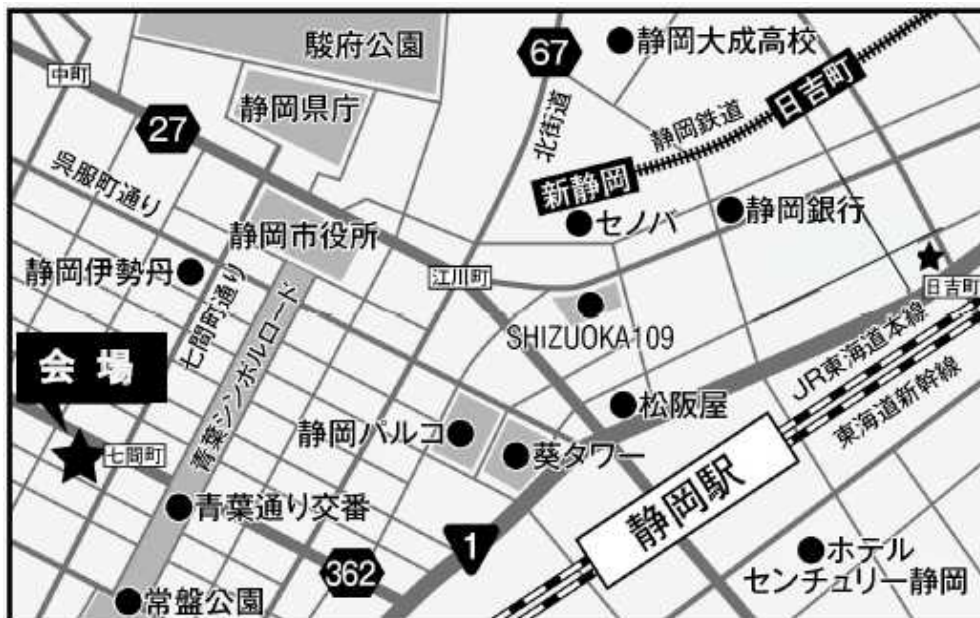 駿府公園
67
静岡大成高校
中町
静岡県庁
日吉町
27
北街道
静岡鉄道
呉服町通り
新静岡
セノバ
静岡銀行
静岡市役所
静岡伊勢丹
七間町通り
江川町
日吉町
青葉シンボルロード
SHIZUOKA109
JR東海道本線
会場
松阪屋
東海道新幹線
静岡パルコ
葵タワー
七間町
静岡駅
青葉通り交番
1
362
ホテル
センチュリー静岡
常盤公園